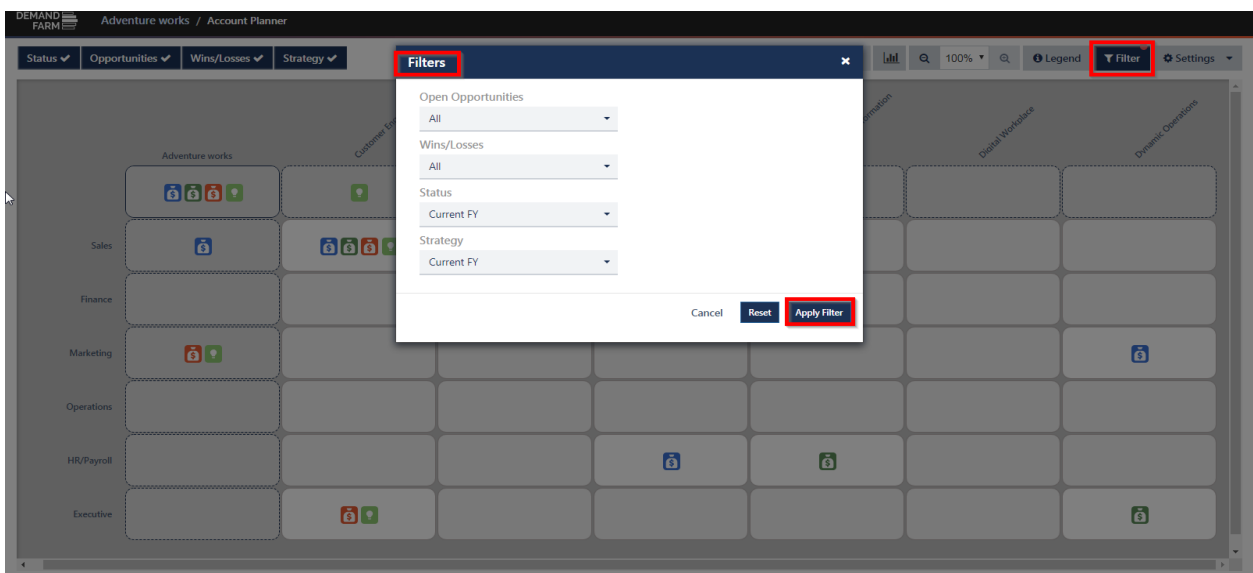 DEMAND
FARM
Adventure works / Account Planner
Status Opportunities Wins/Losses Strategy
Filters
100% Legend Filter Settings
Open Opportunities
All
Wins/Losses
All
Status
Current FY
Strategy
Current FY
Cancel Reset Apply Filter
Adventure works
Digital Workplace
Dynamic Operations
Sales
Finance
Marketing
Operations
HR/Payroll
Executive